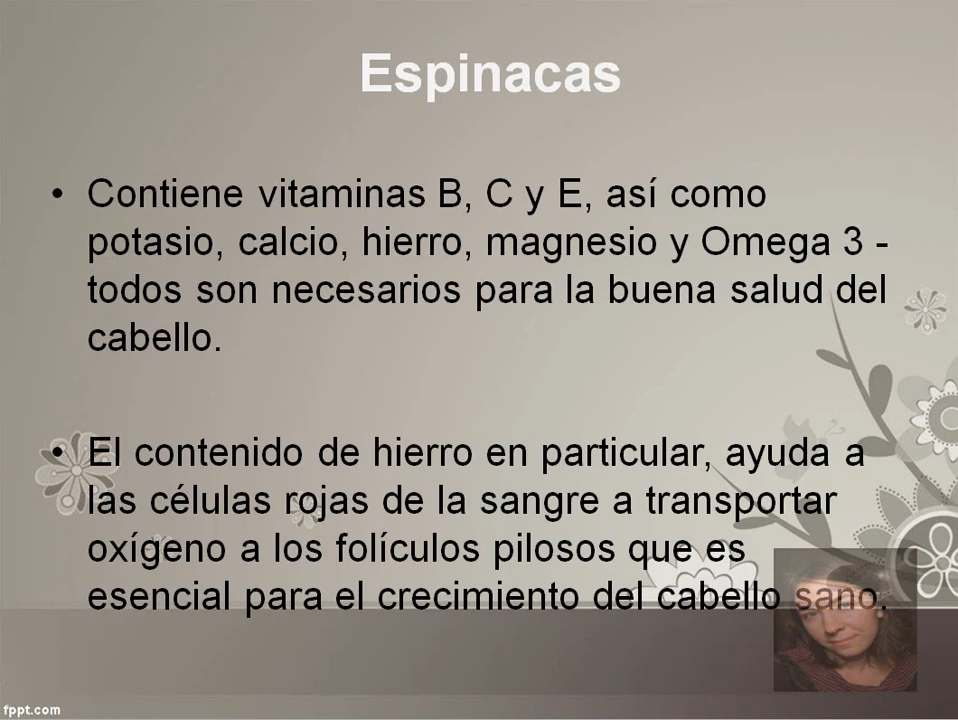 Espinacas
• Contiene vitaminas B, C y E, así como
potasio, calcio, hierro, magnesio y Omega 3 -
todos son necesarios para la buena salud del
cabello.
• El contenido de hierro en particular, ayuda a
las células rojas de la sangre a transportar
oxígeno a los folículos pilosos que es
esencial para el crecimiento del cabello sano.
fppt.com